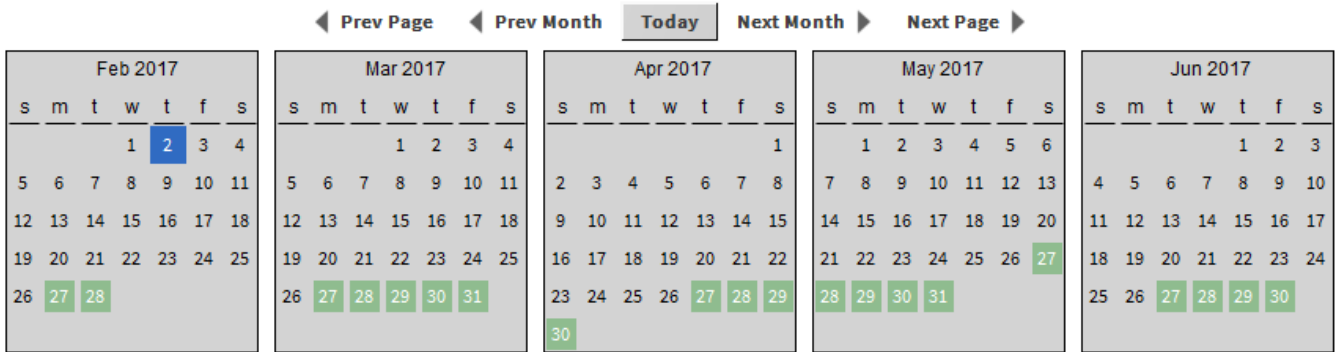 Prev Page Prev Month Today Next Month Next Page
Feb 2017 Mar 2017 Apr 2017 May 2017 Jun 2017
s m t w t f s s m t w t f s s m t w t f s s m t w t f s s m t w t f s
1 2 3 4 1 2 3 4 1 1 2 3 4 5 6 1 2 3
5 6 7 8 9 10 11 5 6 7 8 9 10 11 2 3 4 5 6 7 8 7 8 9 10 11 12 13 4 5 6 7 8 9 10
12 13 14 15 16 17 18 12 13 14 15 16 17 18 9 10 11 12 13 14 15 14 15 16 17 18 19 20 11 12 13 14 15 16 17
19 20 21 22 23 24 25 19 20 21 22 23 24 25 16 17 18 19 20 21 22 21 22 23 24 25 26 27 18 19 20 21 22 23 24
26 27 28 26 27 28 29 30 31 23 24 25 26 27 28 29 28 29 30 31 25 26 27 28 29 30
30